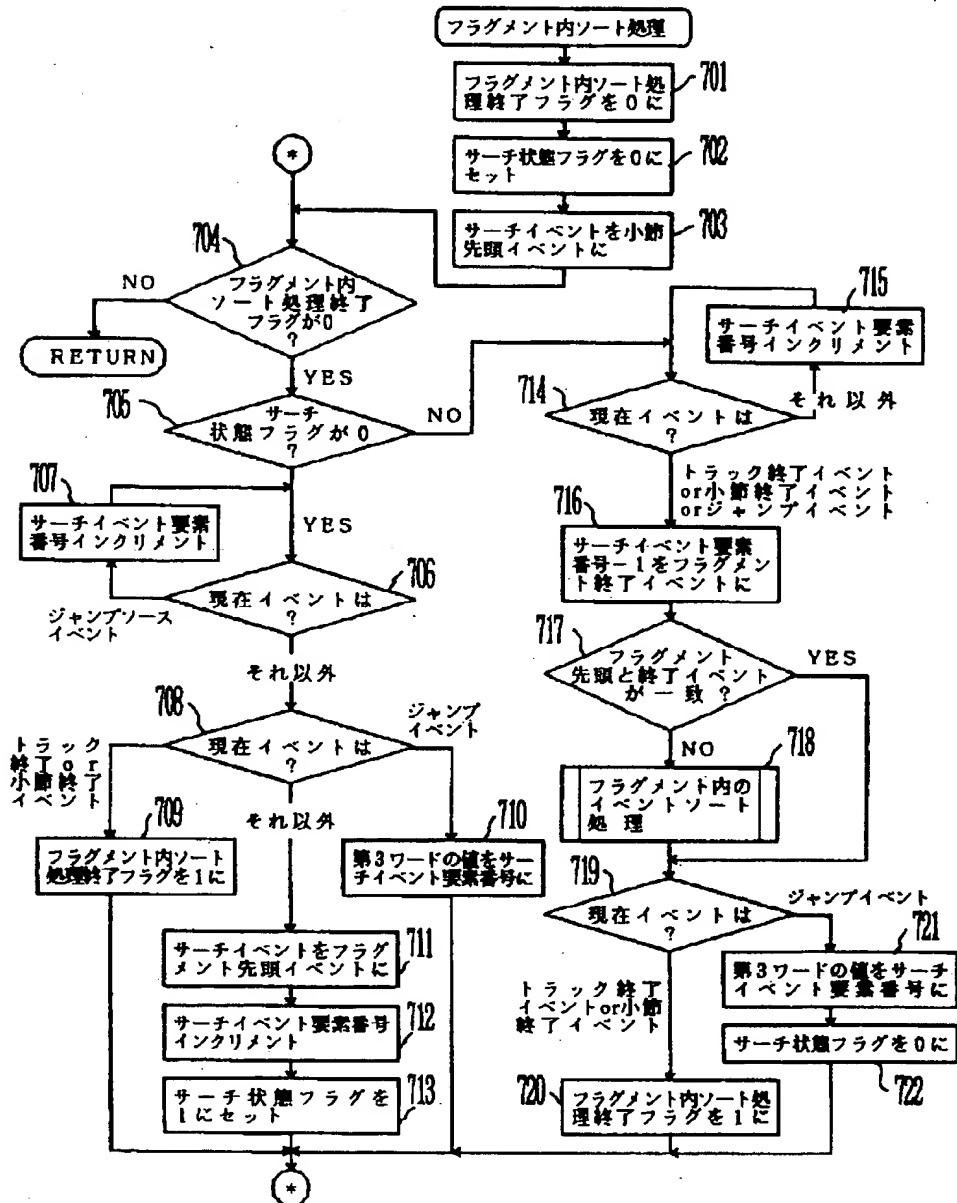 フラグメント内ソート処理
701
フラグメント内ソート処
理終了フラグを0に
702
サーチ状態フラグを0に
セット
703
サーチイベントを小節
先頭イベントに
*
704
フラグメント内
ソート処理終了
フラグが0
?
NO
RETURN
YES
705
サーチ
状態フラグが0
?
NO
YES
707
サーチイベント要素
番号インクリメント
706
現在イベントは
?
ジャンプソース
イベント
それ以外
708
現在イベントは
?
トラック
終了or
小節終了
イベント
ジャンプ
イベント
それ以外
709
フラグメント内ソート
処理終了フラグを1に
710
第3ワードの値をサー
チイベント要素番号に
711
サーチイベントをフラグ
メント先頭イベントに
712
サーチイベント要素番号
インクリメント
713
サーチ状態フラグを
1にセット
*
715
サーチイベント要素
番号インクリメント
714
現在イベントは
?
それ以外
トラック終了イベント
or小節終了イベント
orジャンプイベント
716
サーチイベント要素
番号-1をフラグメン
ト終了イベントに
717
フラグメント
先頭と終了イベント
が一致?
YES
NO
718
フラグメント内の
イベントソート
処理
719
現在イベントは
?
ジャンプイベント
721
第3ワードの値をサーチ
イベント要素番号に
サーチ状態フラグを0に
722
トラック終了
イベントor小節
終了イベント
720
フラグメント内ソート処
理終了フラグを1に